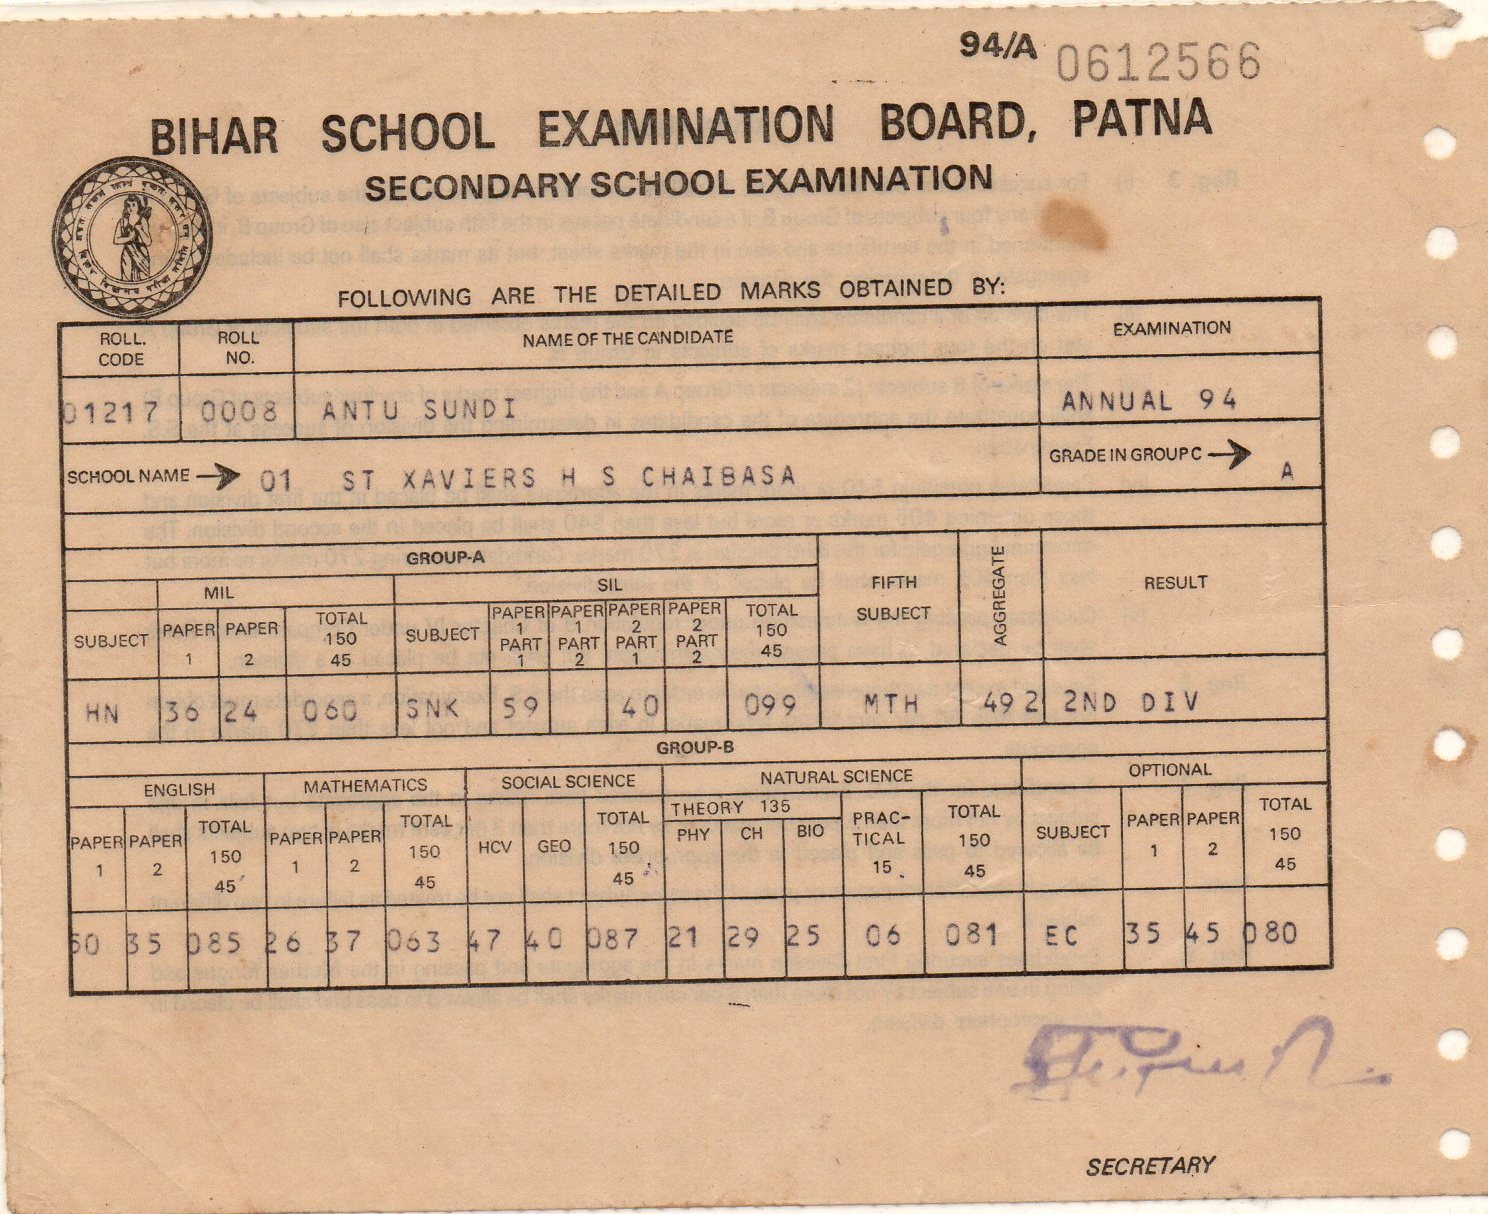 94/A 0612566
BIHAR SCHOOL EXAMINATION BOARD, PATNA
SECONDARY SCHOOL EXAMINATION
FOLLOWING ARE THE DETAILED MARKS OBTAINED BY:
ROLL. CODE ROLL NO. NAME OF THE CANDIDATE EXAMINATION
01217 0008 ANTU SUNDI ANNUAL 94
SCHOOL NAME → 01 ST XAVIERS H S CHAIBASA GRADE IN GROUP C → A
GROUP-A FIFTH SUBJECT AGGREGATE RESULT
MIL SIL
SUBJECT PAPER 1 PAPER 2 TOTAL 150 45 SUBJECT PAPER 1 PART 1 PAPER 1 PART 2 PAPER 2 PART 1 PAPER 2 PART 2 TOTAL 150 45
HN 36 24 060 SNK 59 40 099 MTH 492 2ND DIV
GROUP-B
ENGLISH MATHEMATICS SOCIAL SCIENCE NATURAL SCIENCE OPTIONAL
PAPER 1 PAPER 2 TOTAL 150 45 PAPER 1 PAPER 2 TOTAL 150 45 HCV GEO TOTAL 150 45 THEORY 135 PHY CH BIO PRAC-TICAL 15 TOTAL 150 45 SUBJECT PAPER 1 PAPER 2 TOTAL 150 45
50 35 085 26 37 063 47 40 087 21 29 25 06 081 EC 35 45 080
SECRETARY